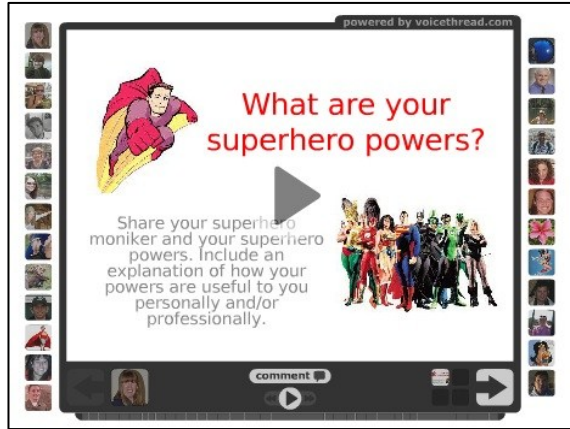 powered by voicethread.com
What are your
superhero powers?
Share your superhero
moniker and your superhero
powers. Include an
explanation of how your
powers are useful to you
personally and/or
professionally.
comment